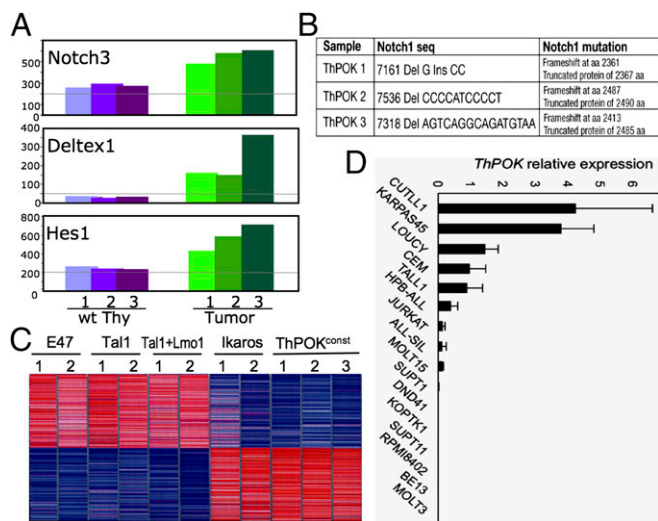 A
Notch3
500
300
100
0
Deltex1
400
300
200
100
0
Hes1
800
600
400
200
0
1 2 3
1 2 3
wt Thy
Tumor
B
Sample
Notch1 seq
Notch1 mutation
ThPOK 1
7161 Del G Ins CC
Frameshift at aa 2361
Truncated protein of 2367 aa
ThPOK 2
7536 Del CCCCATCCCCT
Frameshift at aa 2487
Truncated protein of 2490 aa
ThPOK 3
7318 Del AGTCAGGCAGATGTAA
Frameshift at aa 2413
Truncated protein of 2485 aa
C
E47 Tal1 Tal1+Lmo1 Ikaros ThPOKconst
1 2 1 2 1 2 1 2 1 2 3
D
ThPOK relative expression
0 1 2 3 4 5 6
CUTLL1
KARPAS45
LOUCY
CEM
TALL1
HPB-ALL
JURKAT
ALL-SIL
MOLT15
SUPT1
DND41
KOPTK1
SUPT11
RPMI8402
BE13
MOLT3